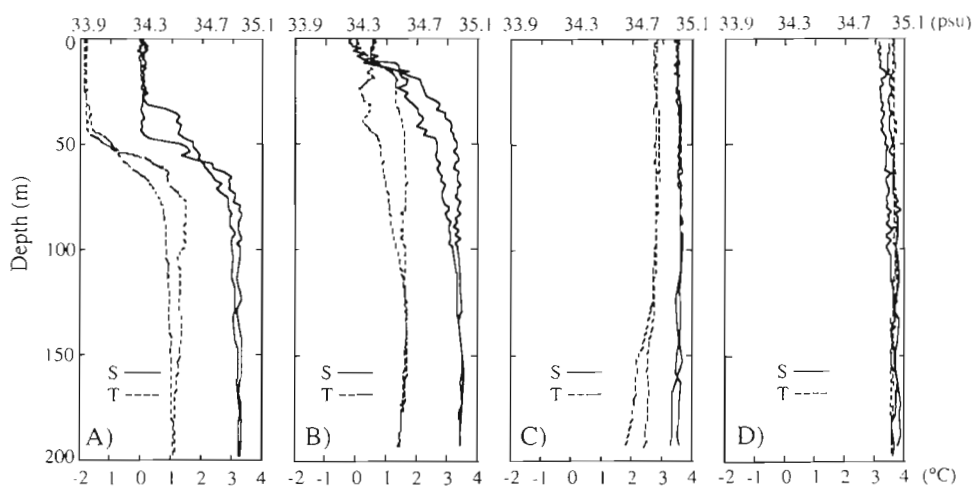 33.9 34.3 34.7 35.1 33.9 34.3 34.7 35.1 33.9 34.3 34.7 35.1 33.9 34.3 34.7 35.1 (psu)
0
50
100
150
200
Depth (m)
S
T
A)
S
T
B)
S
T
C)
S
T
D)
-2 -1 0 1 2 3 4 -2 -1 0 1 2 3 4 -2 -1 0 1 2 3 4 -2 -1 0 1 2 3 4 (°C)